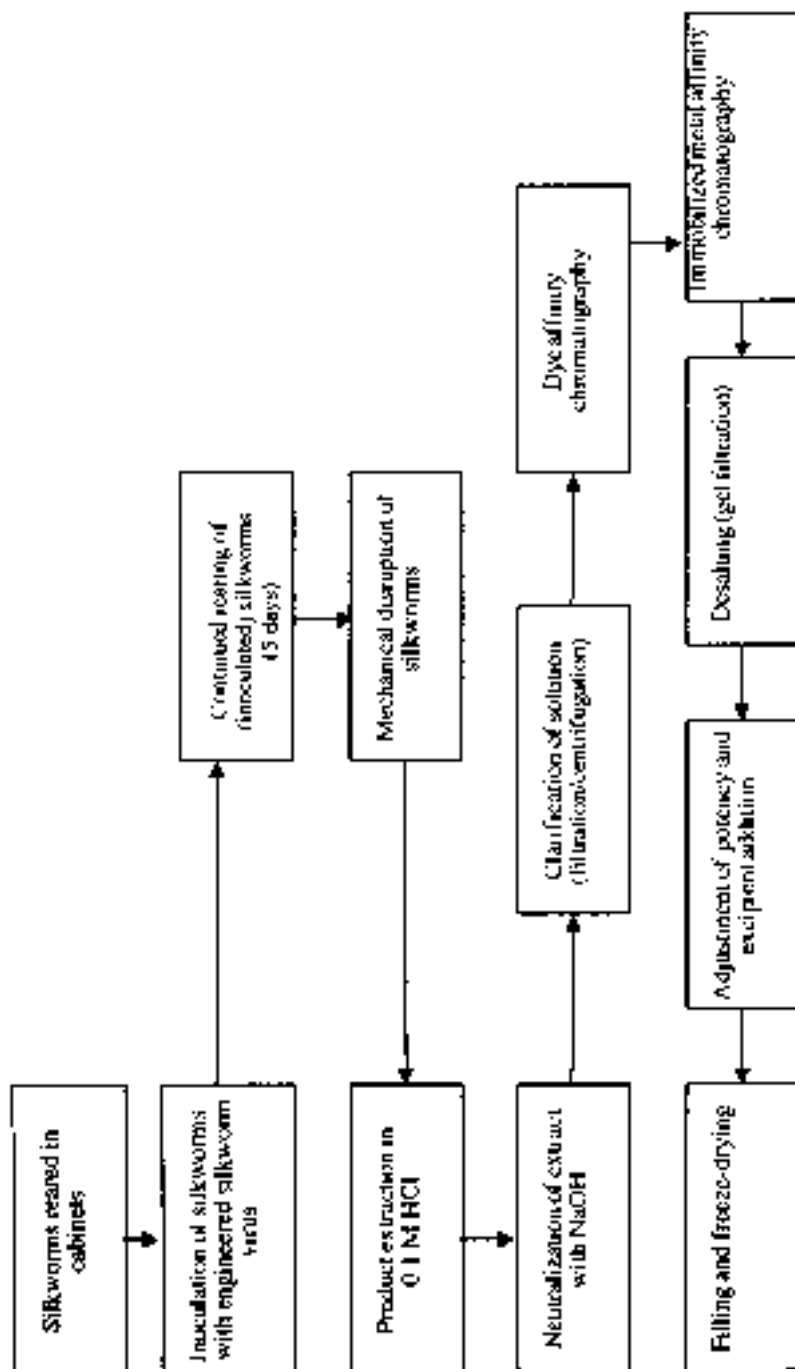 Silkworms reared in
cabinets
Inoculation of silkworms
with engineered silkworm
virus
Continued rearing of
(inoculated) silkworms
(5 days)
Mechanical disruption of
silkworms
Product extraction in
0.1 M HCl
Neutralization of extract
with NaOH
Clarification of solution
(filtration/centrifugation)
Dye affinity
chromatography
Immobilized metal affinity
chromatography
Desalting (gel filtration)
Adjustment of potency and
excipient addition
Filling and freeze-drying